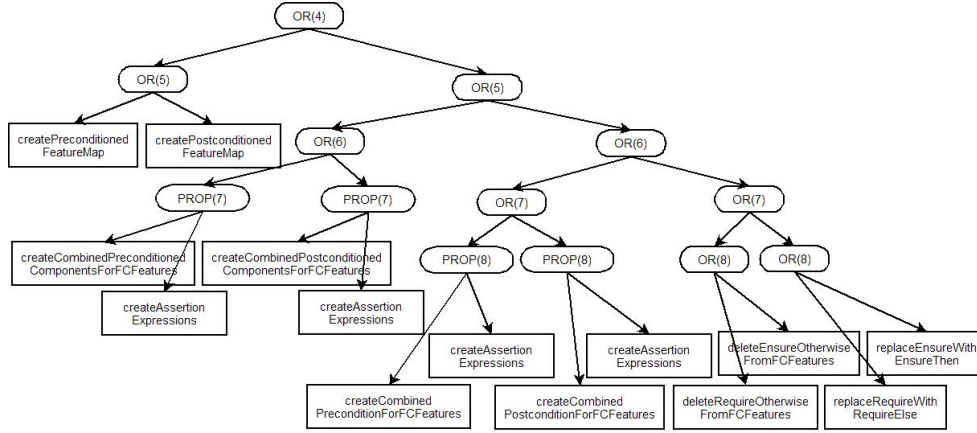 OR(4)
OR(5)
OR(5)
createPreconditioned
FeatureMap
createPostconditioned
FeatureMap
OR(6)
OR(6)
PROP(7)
PROP(7)
OR(7)
OR(7)
createCombinedPreconditioned
ComponentsForFCFeatures
createCombinedPostconditioned
ComponentsForFCFeatures
PROP(8)
PROP(8)
OR(8)
OR(8)
createAssertion
Expressions
createAssertion
Expressions
createAssertion
Expressions
createAssertion
Expressions
deleteEnsureOtherwise
FromFCFeatures
replaceEnsureWith
EnsureThen
createCombined
PreconditionForFCFeatures
createCombined
PostconditionForFCFeatures
deleteRequireOtherwise
FromFCFeatures
replaceRequireWith
RequireElse